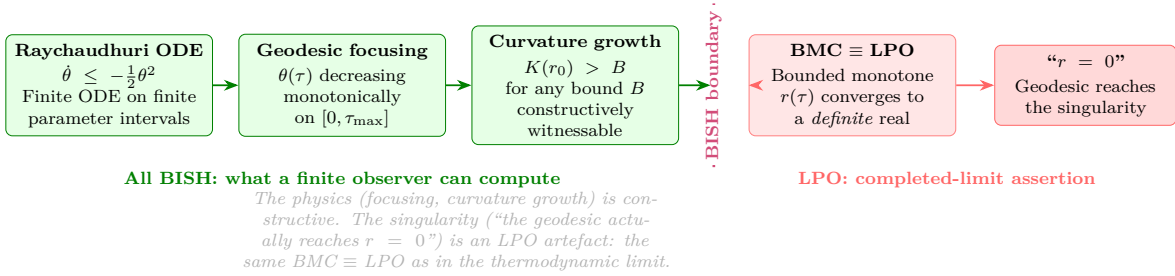 Raychaudhuri ODE
θ̇ ≤ −½θ²
Finite ODE on finite
parameter intervals
Geodesic focusing
θ(τ) decreasing
monotonically
on [0, τmax]
Curvature growth
K(r₀) > B
for any bound B
constructively
witnessable
BISH boundary
BMC ≡ LPO
Bounded monotone
r(τ) converges to
a definite real
“r = 0”
Geodesic reaches
the singularity
All BISH: what a finite observer can compute
LPO: completed-limit assertion
The physics (focusing, curvature growth) is con-
structive. The singularity (“the geodesic actu-
ally reaches r = 0”) is an LPO artefact: the
same BMC ≡ LPO as in the thermodynamic limit.